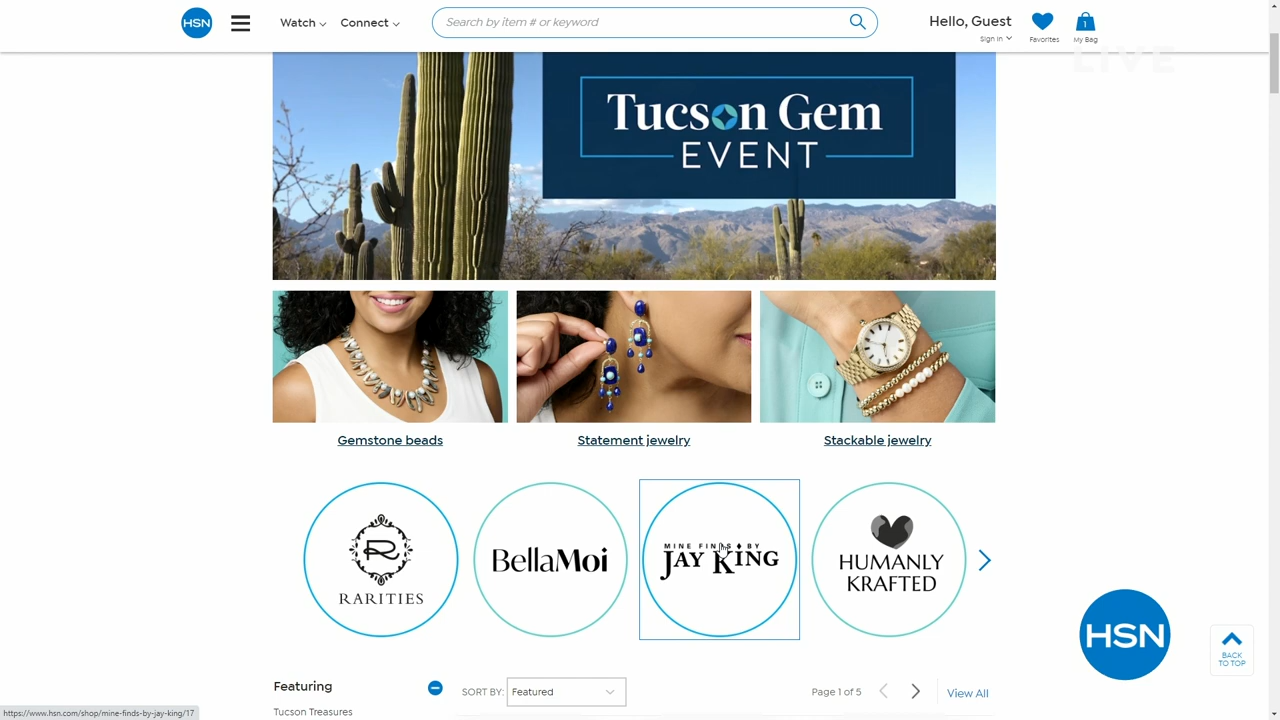 HSN
Watch
Connect
Search by item # or keyword
Hello, Guest
Sign In
Favorites
1
My Bag
LIVE
Tucson Gem
EVENT
Gemstone beads
Statement jewelry
Stackable jewelry
R
RARITIES
BellaMoi
MINE FINDS BY
JAY KING
HUMANLY
KRAFTED
HSN
BACK
TO TOP
Featuring
SORT BY:
Featured
Page 1 of 5
View All
Tucson Treasures
https://www.hsn.com/shop/mine-finds-by-jay-king/17